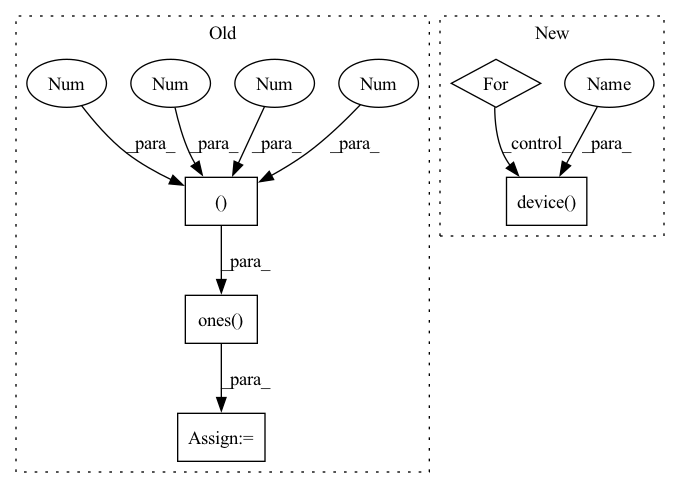 Old
New
Num
Num
Num
Num
For
Name
_para_
_para_
_para_
_para_
_control_
_para_
()
device()
_para_
ones()
_para_
Assign:=